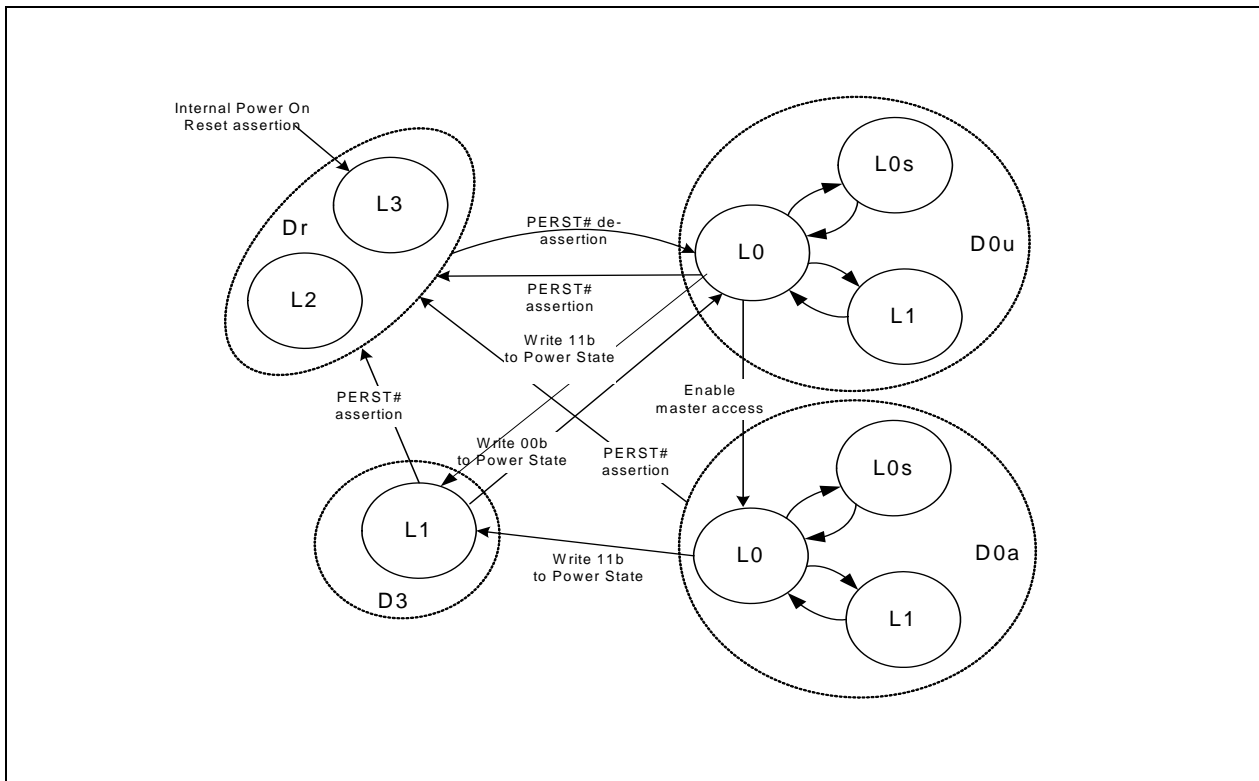 Internal Power On
Reset assertion
L3
Dr
L2
PERST# de-
assertion
PERST#
assertion
L0s
L0
D0u
L1
Write 11b
to Power State
Enable
master access
PERST#
assertion
Write 00b
to Power State
PERST#
assertion
L1
D3
Write 11b
to Power State
L0s
L0
D0a
L1